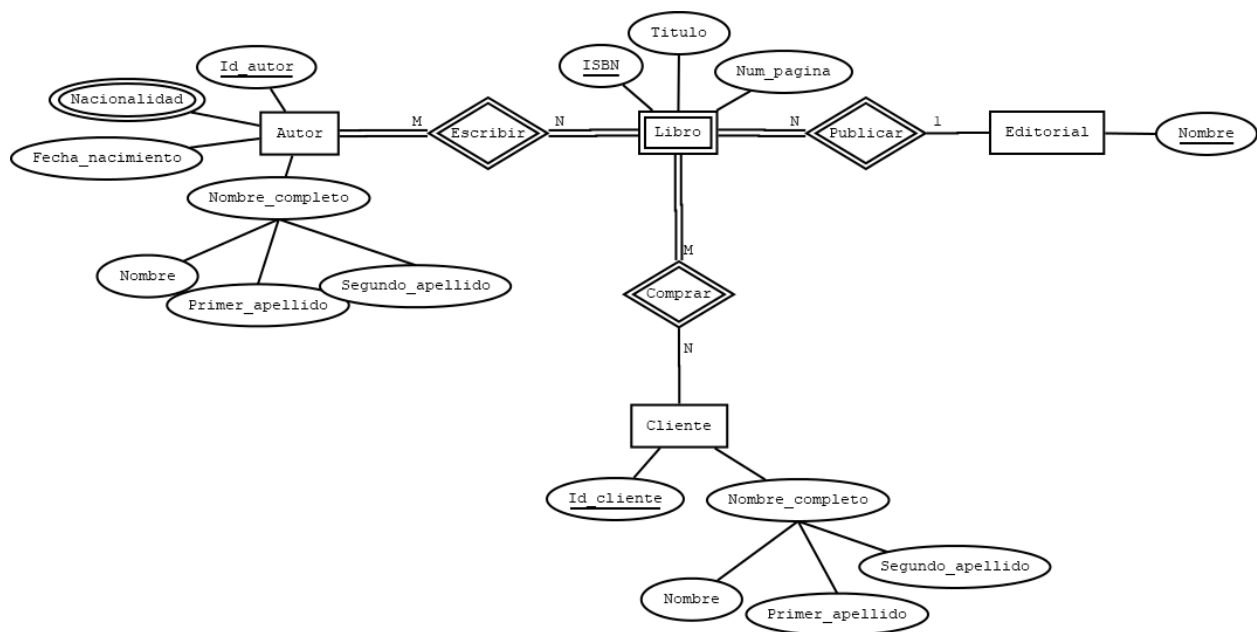 Titulo
Id_autor
ISBN
Num_pagina
Nacionalidad
M
N
N
1
Autor
Escribir
Libro
Publicar
Editorial
Nombre
Fecha_nacimiento
Nombre_completo
Nombre
Segundo_apellido
Primer_apellido
M
Comprar
N
Cliente
Id_cliente
Nombre_completo
Segundo_apellido
Nombre
Primer_apellido